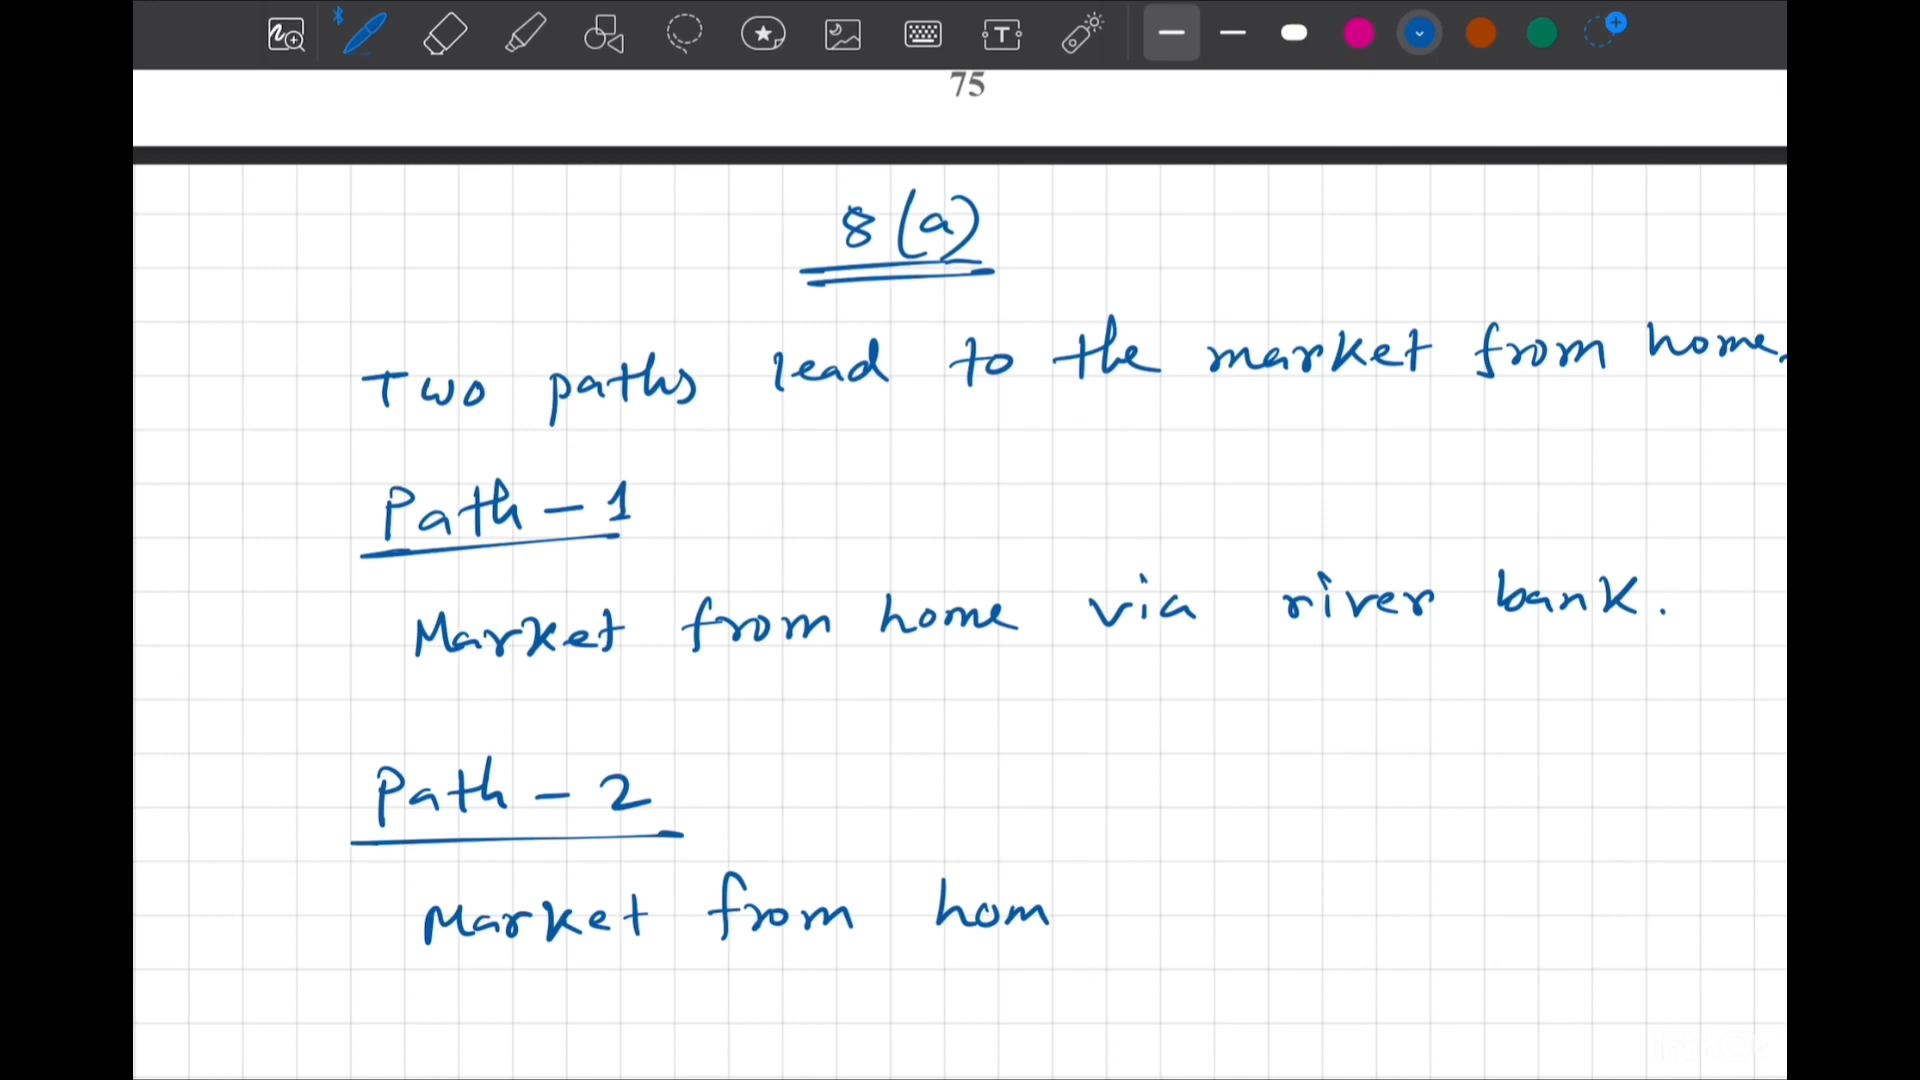 75
8 (a)
Two paths lead to the market from home.
Path - 1
Market from home via river bank.
Path - 2
Market from hom